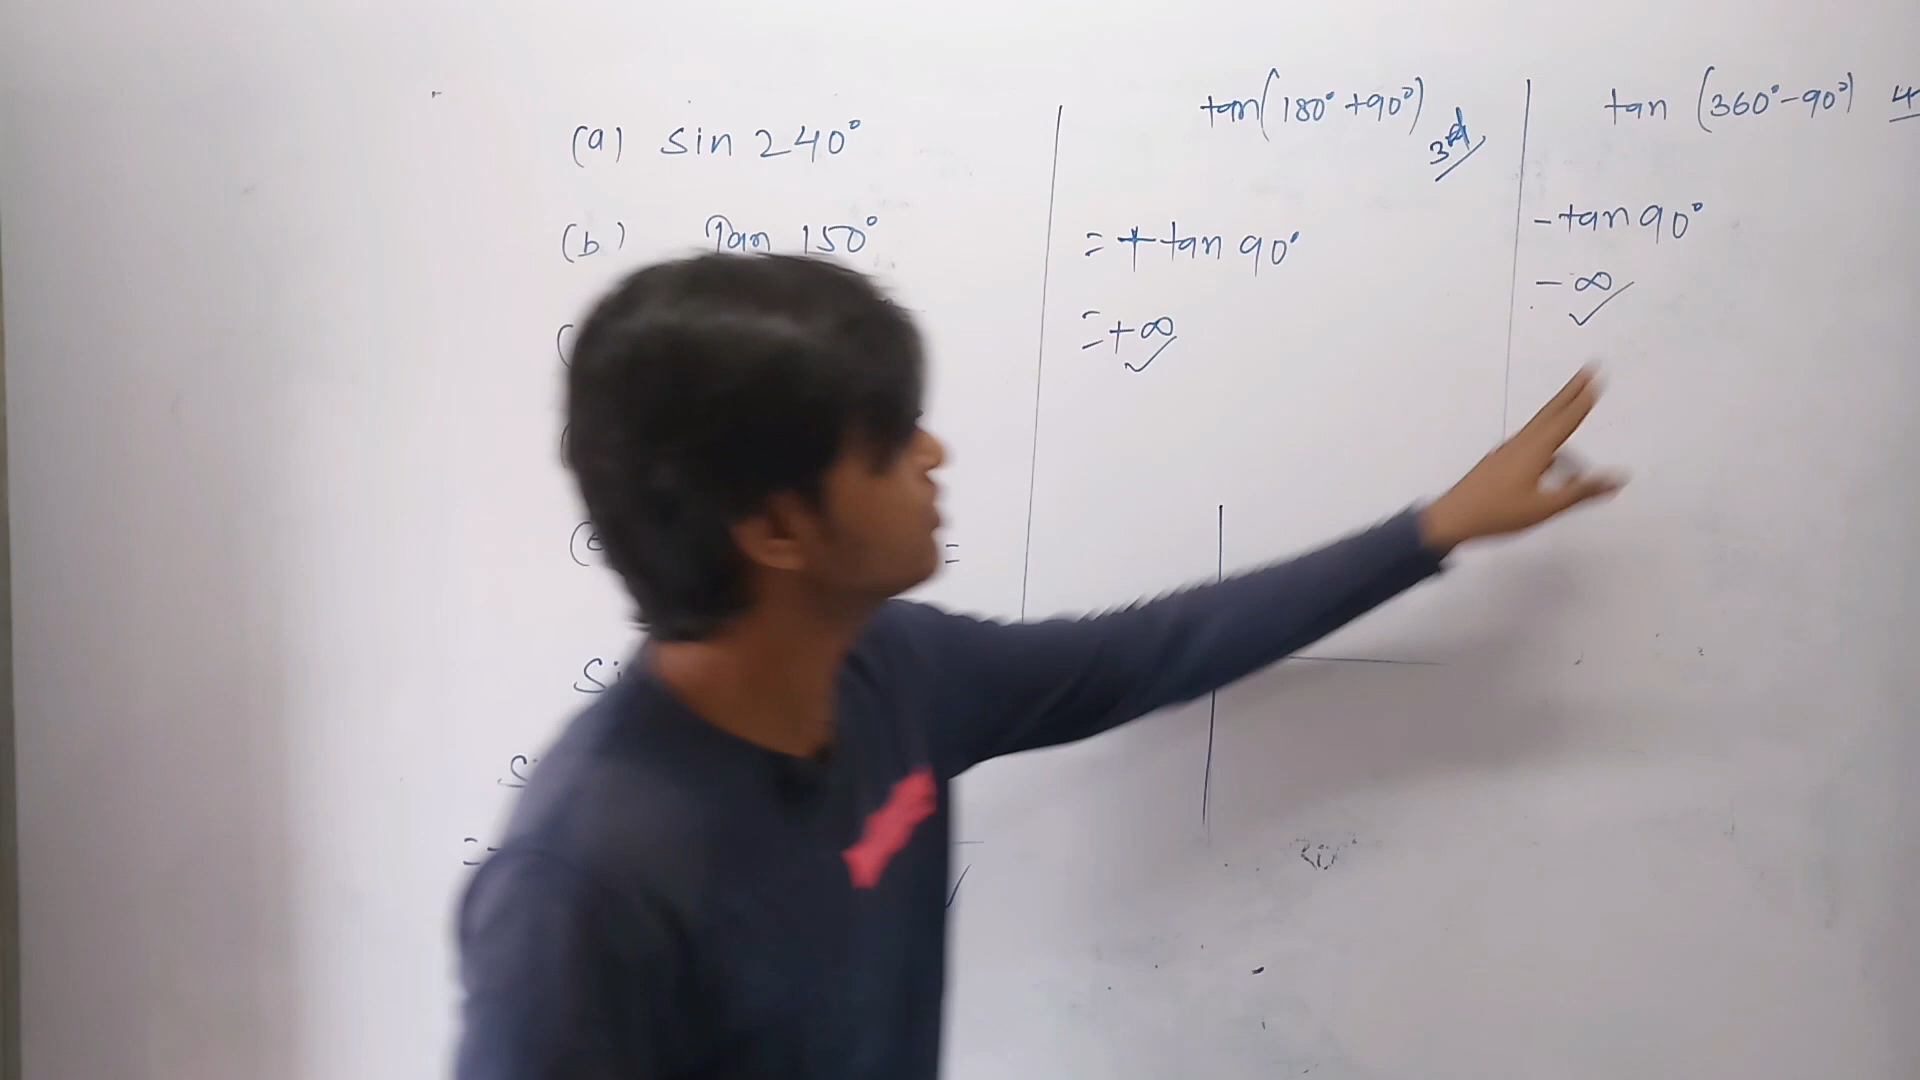 (a) sin 240°
(b) Tan 150°
=
tan(180°+90°)
3rd
= + tan 90°
= +∞
tan (360°-90°) 4
- tan 90°
- ∞